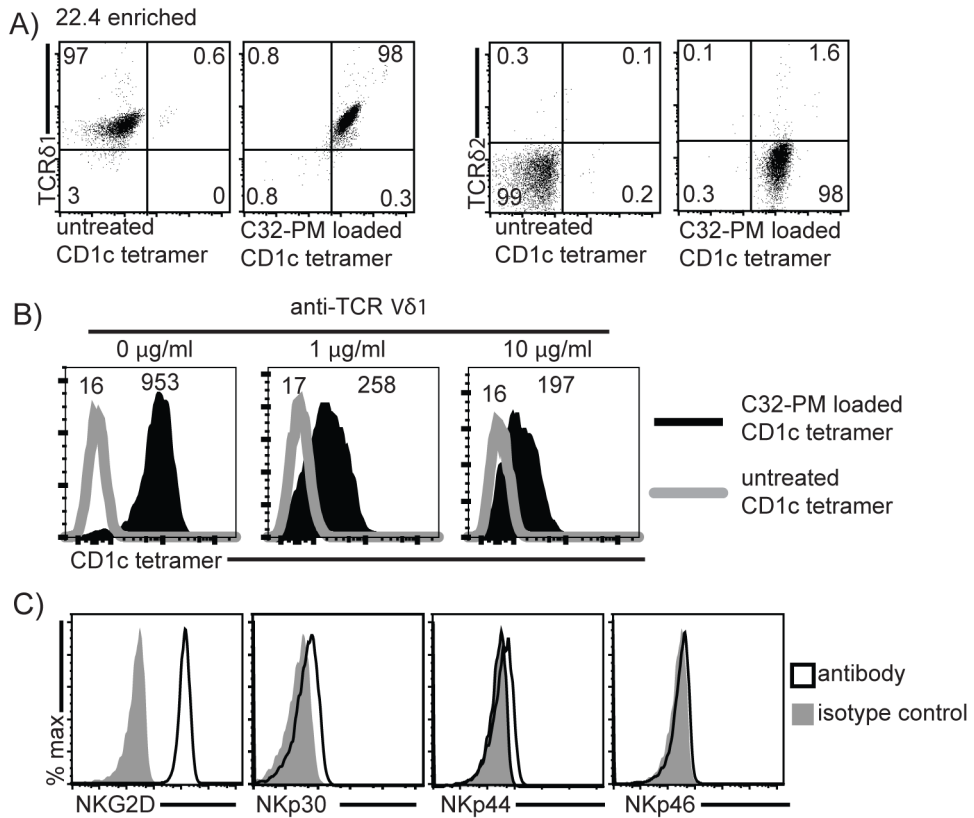 A)
22.4 enriched
97
0.6
3
0
TCRδ1
untreated
CD1c tetramer
0.8
98
0.8
0.3
C32-PM loaded
CD1c tetramer
0.3
0.1
99
0.2
TCRδ2
untreated
CD1c tetramer
0.1
1.6
0.3
98
C32-PM loaded
CD1c tetramer
B)
anti-TCR Vδ1
0 μg/ml
1 μg/ml
10 μg/ml
16
953
17
258
16
197
CD1c tetramer
C32-PM loaded
CD1c tetramer
untreated
CD1c tetramer
C)
% max
NKG2D
NKp30
NKp44
NKp46
antibody
isotype control